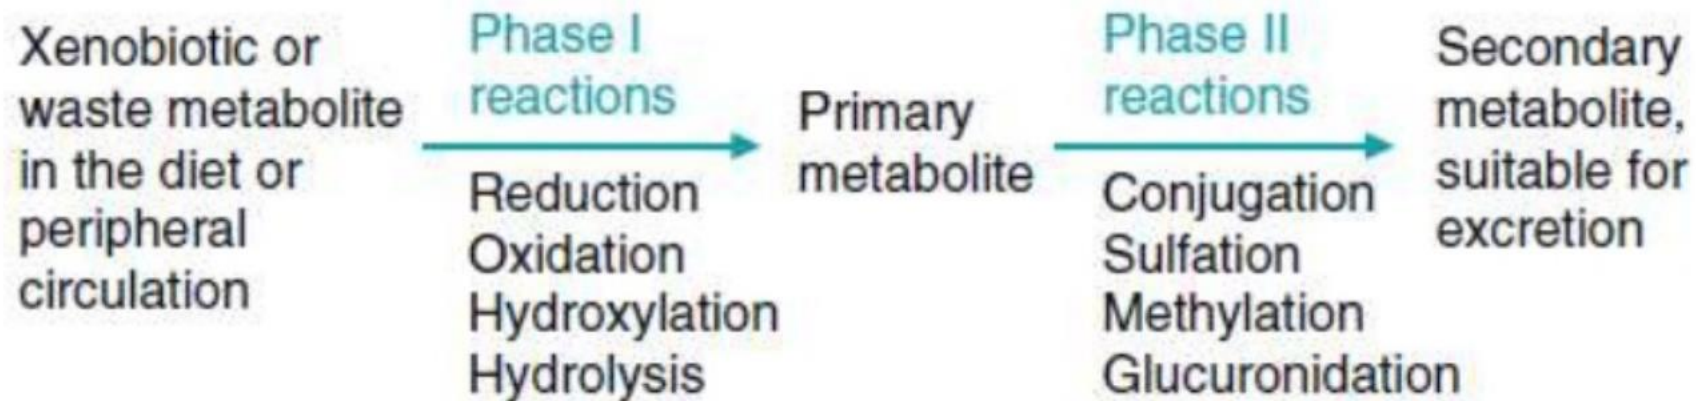 Xenobiotic or
waste metabolite
in the diet or
peripheral
circulation
Phase I
reactions
Reduction
Oxidation
Hydroxylation
Hydrolysis
Primary
metabolite
Phase II
reactions
Conjugation
Sulfation
Methylation
Glucuronidation
Secondary
metabolite,
suitable for
excretion